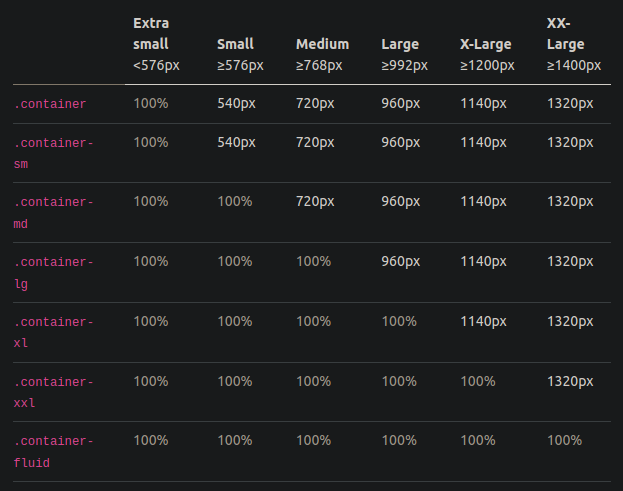 Extra small <576px Small ≥576px Medium ≥768px Large ≥992px X-Large ≥1200px XX-Large ≥1400px
.container 100% 540px 720px 960px 1140px 1320px
.container-sm 100% 540px 720px 960px 1140px 1320px
.container-md 100% 100% 720px 960px 1140px 1320px
.container-lg 100% 100% 100% 960px 1140px 1320px
.container-xl 100% 100% 100% 100% 1140px 1320px
.container-xxl 100% 100% 100% 100% 100% 1320px
.container-fluid 100% 100% 100% 100% 100% 100%